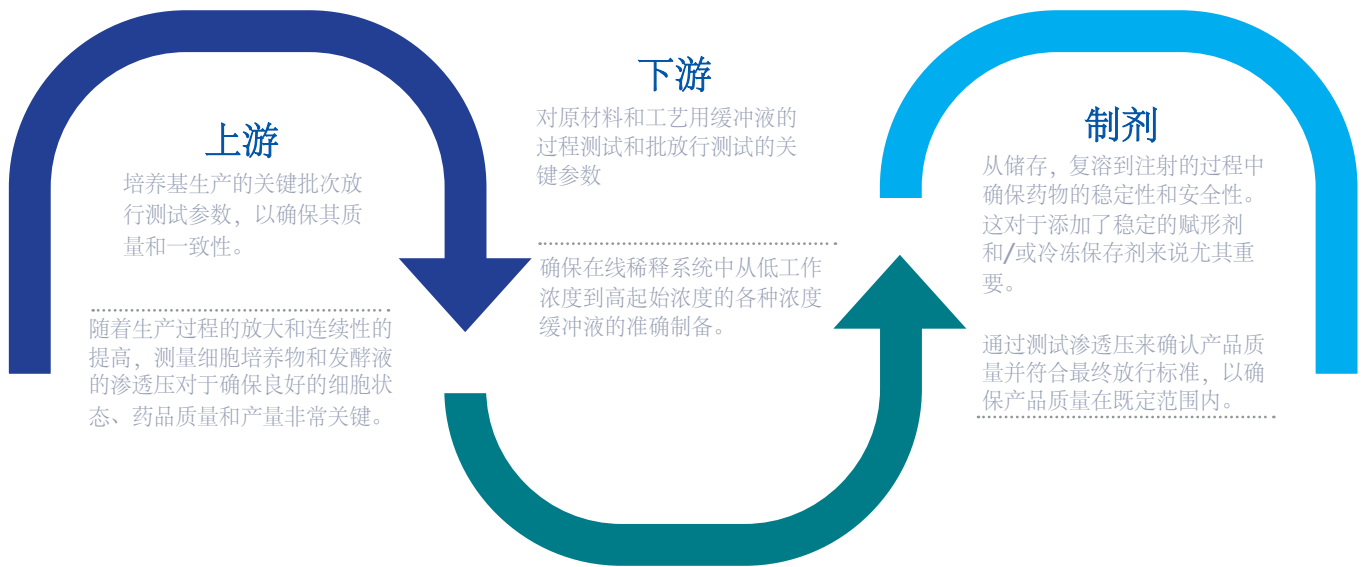 上游
培养基生产的关键批次放
行测试参数，以确保其质
量和一致性。
随着生产过程的放大和连续性的
提高，测量细胞培养物和发酵液
的渗透压对于确保良好的细胞状
态、药品质量和产量非常关键。
下游
对原材料和工艺用缓冲液的
过程测试和批放行测试的关
键参数
确保在线稀释系统中从低工作
浓度到高起始浓度的各种浓度
缓冲液的准确制备。
制剂
从储存，复溶到注射的过程中
确保药物的稳定性和安全性。
这对于添加了稳定的赋形剂
和/或冷冻保存剂来说尤其重
要。
通过测试渗透压来确认产品质
量并符合最终放行标准，以确
保产品质量在既定范围内。